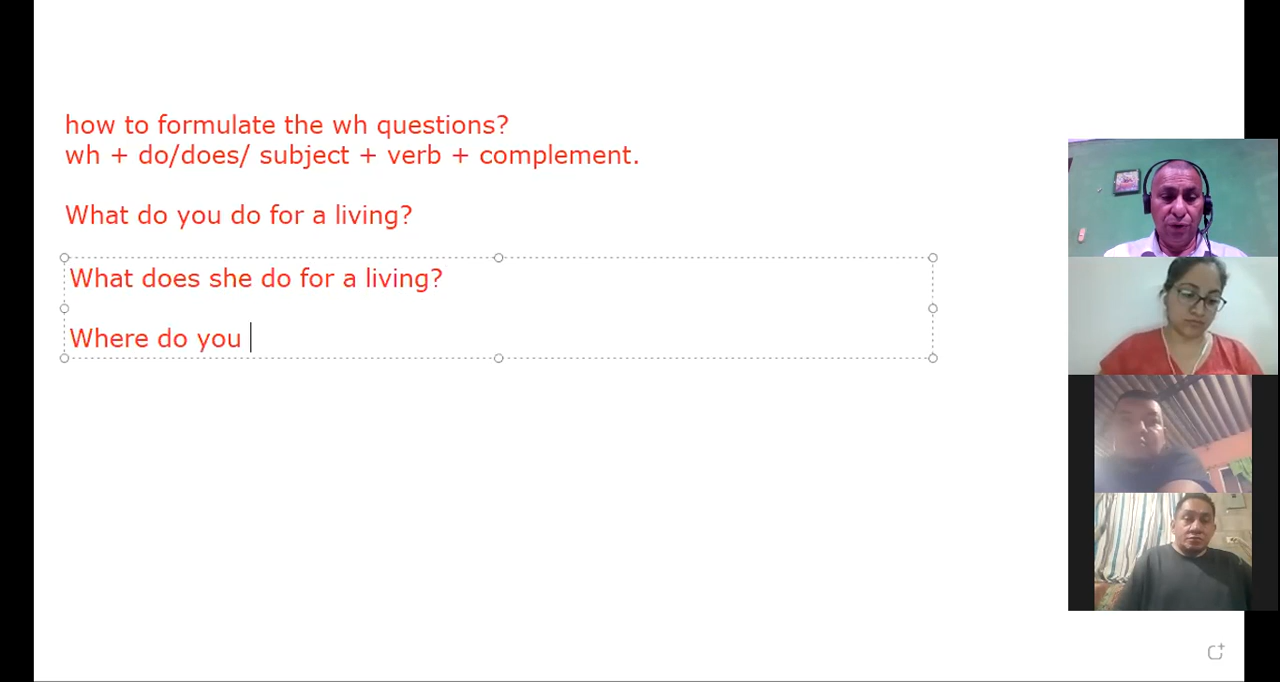 how to formulate the wh questions?
wh + do/does/ subject + verb + complement.
What do you do for a living?
What does she do for a living?
Where do you